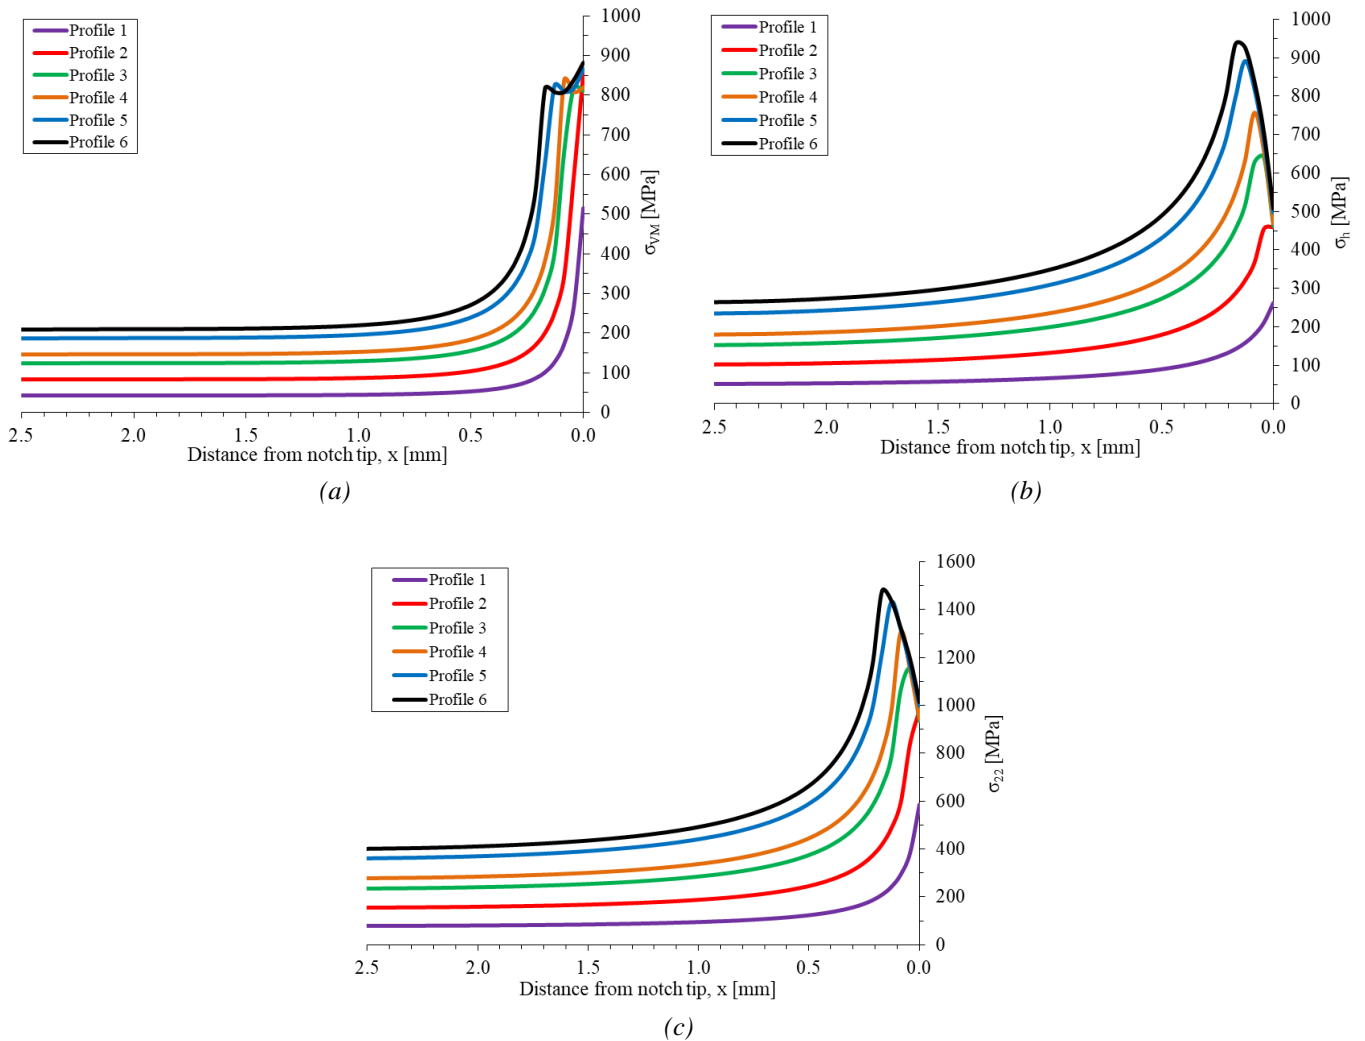 Profile 1
Profile 2
Profile 3
Profile 4
Profile 5
Profile 6
1000
900
800
700
600
500
400
300
200
100
0
σVM [MPa]
2.5 2.0 1.5 1.0 0.5 0.0
Distance from notch tip, x [mm]
(a)
Profile 1
Profile 2
Profile 3
Profile 4
Profile 5
Profile 6
1000
900
800
700
600
500
400
300
200
100
0
σh [MPa]
2.5 2.0 1.5 1.0 0.5 0.0
Distance from notch tip, x [mm]
(b)
Profile 1
Profile 2
Profile 3
Profile 4
Profile 5
Profile 6
1600
1400
1200
1000
800
600
400
200
0
σ22 [MPa]
2.5 2.0 1.5 1.0 0.5 0.0
Distance from notch tip, x [mm]
(c)